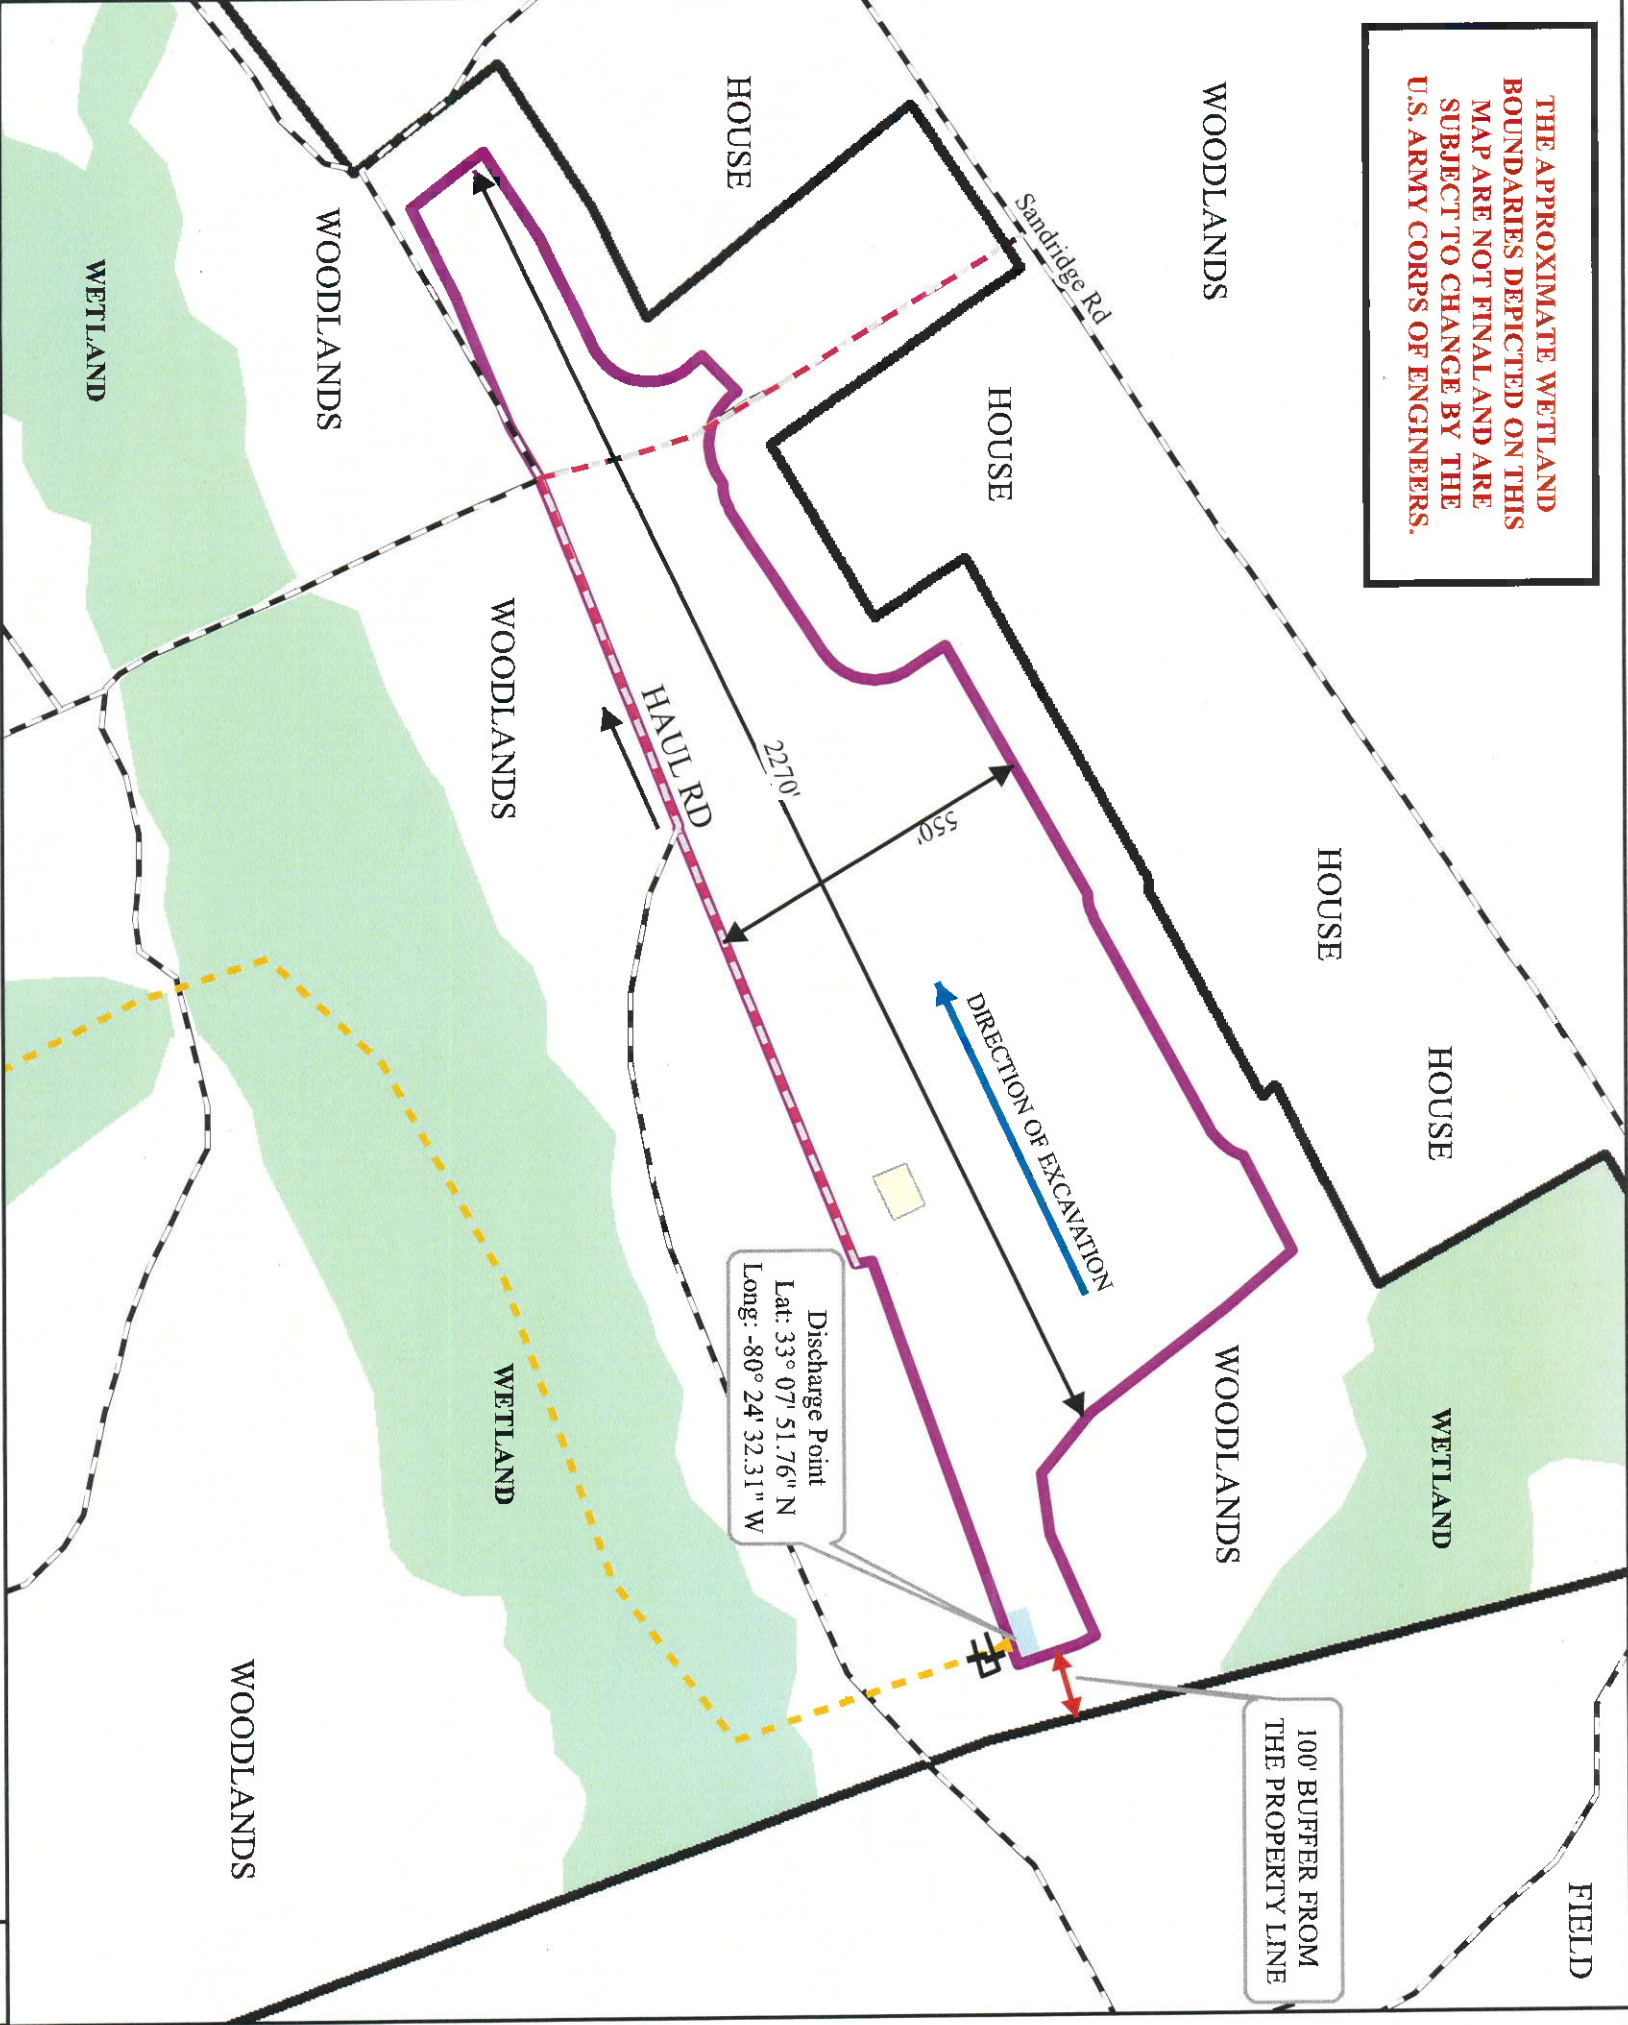 THE APPROXIMATE WETLAND
BOUNDARIES DEPICTED ON THIS
MAP ARE NOT FINAL AND ARE
SUBJECT TO CHANGE BY THE
U.S. ARMY CORPS OF ENGINEERS.
WOODLANDS
Sandridge Rd
HOUSE
HOUSE
HOUSE
HOUSE
WOODLANDS
WETLAND
WOODLANDS
HAUL RD
2270'
550'
DIRECTION OF EXCAVATION
Discharge Point
Lat: 33° 07' 51.76" N
Long: -80° 24' 32.31" W
WOODLANDS
WETLAND
100' BUFFER FROM
THE PROPERTY LINE
FIELD
WETLAND
WOODLANDS